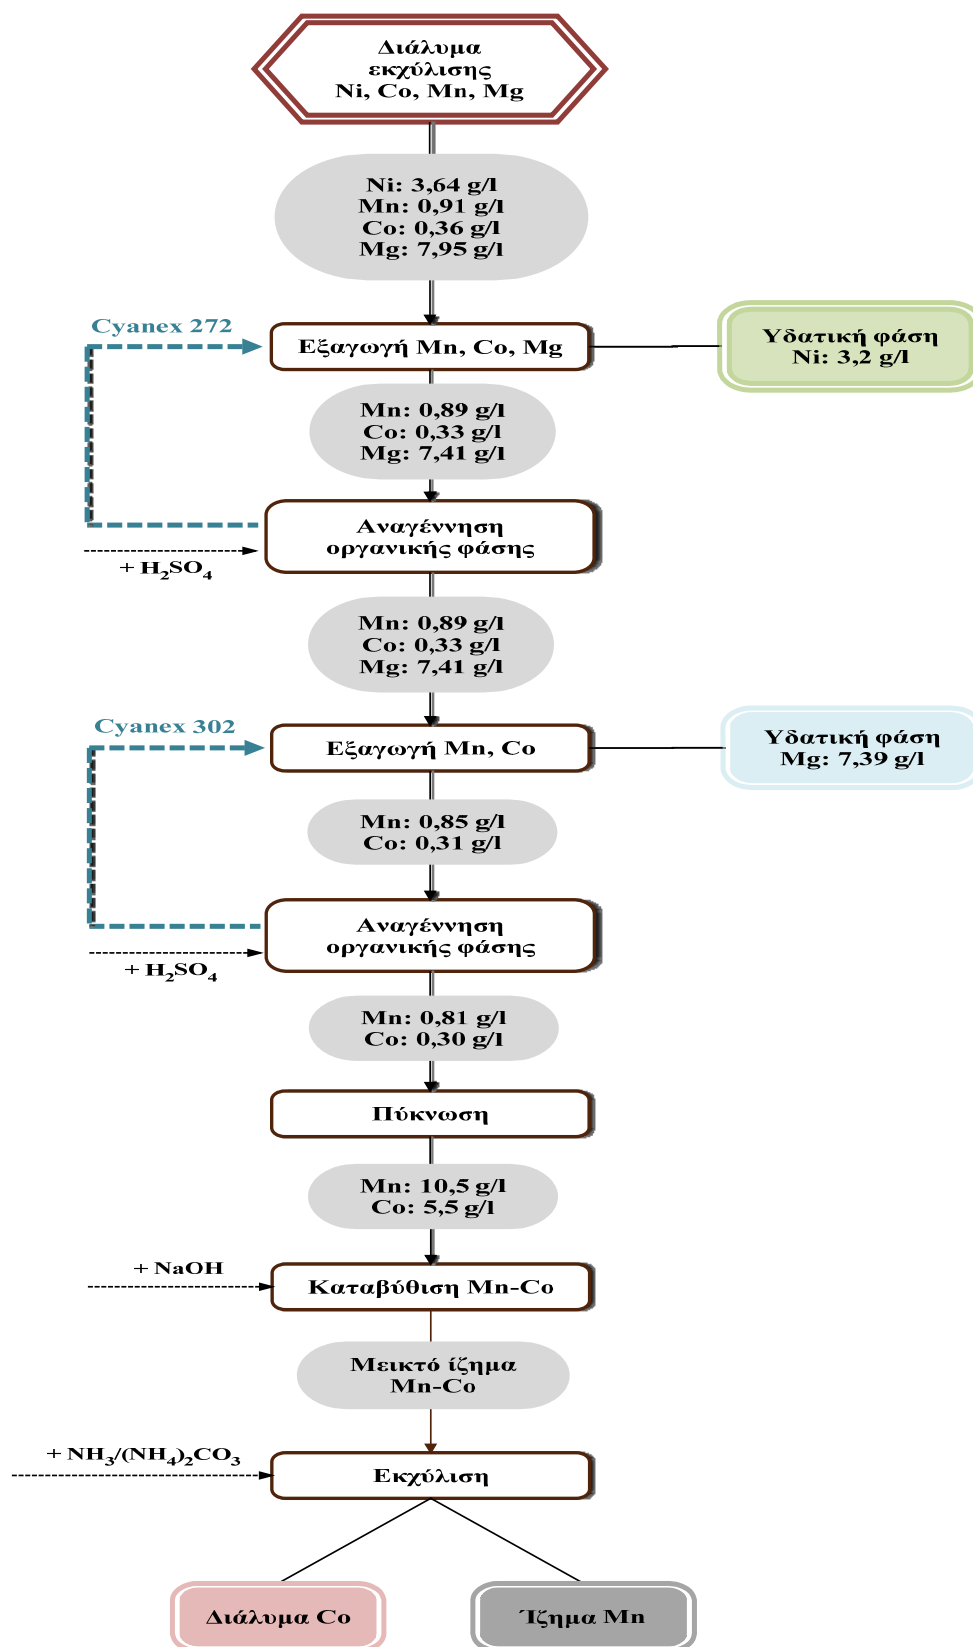 Διάλυμα
εκχύλισης
Ni, Co, Mn, Mg
Ni: 3,64 g/l
Mn: 0,91 g/l
Co: 0,36 g/l
Mg: 7,95 g/l
Cyanex 272
Εξαγωγή Mn, Co, Mg
Υδατική φάση
Ni: 3,2 g/l
Mn: 0,89 g/l
Co: 0,33 g/l
Mg: 7,41 g/l
Αναγέννηση
οργανικής φάσης
+ H₂SO₄
Mn: 0,89 g/l
Co: 0,33 g/l
Mg: 7,41 g/l
Cyanex 302
Εξαγωγή Mn, Co
Υδατική φάση
Mg: 7,39 g/l
Mn: 0,85 g/l
Co: 0,31 g/l
Αναγέννηση
οργανικής φάσης
+ H₂SO₄
Mn: 0,81 g/l
Co: 0,30 g/l
Πύκνωση
Mn: 10,5 g/l
Co: 5,5 g/l
+ NaOH
Καταβύθιση Mn-Co
Μεικτό ίζημα
Mn-Co
+ NH₃/(NH₄)₂CO₃
Εκχύλιση
Διάλυμα Co
Ίζημα Mn